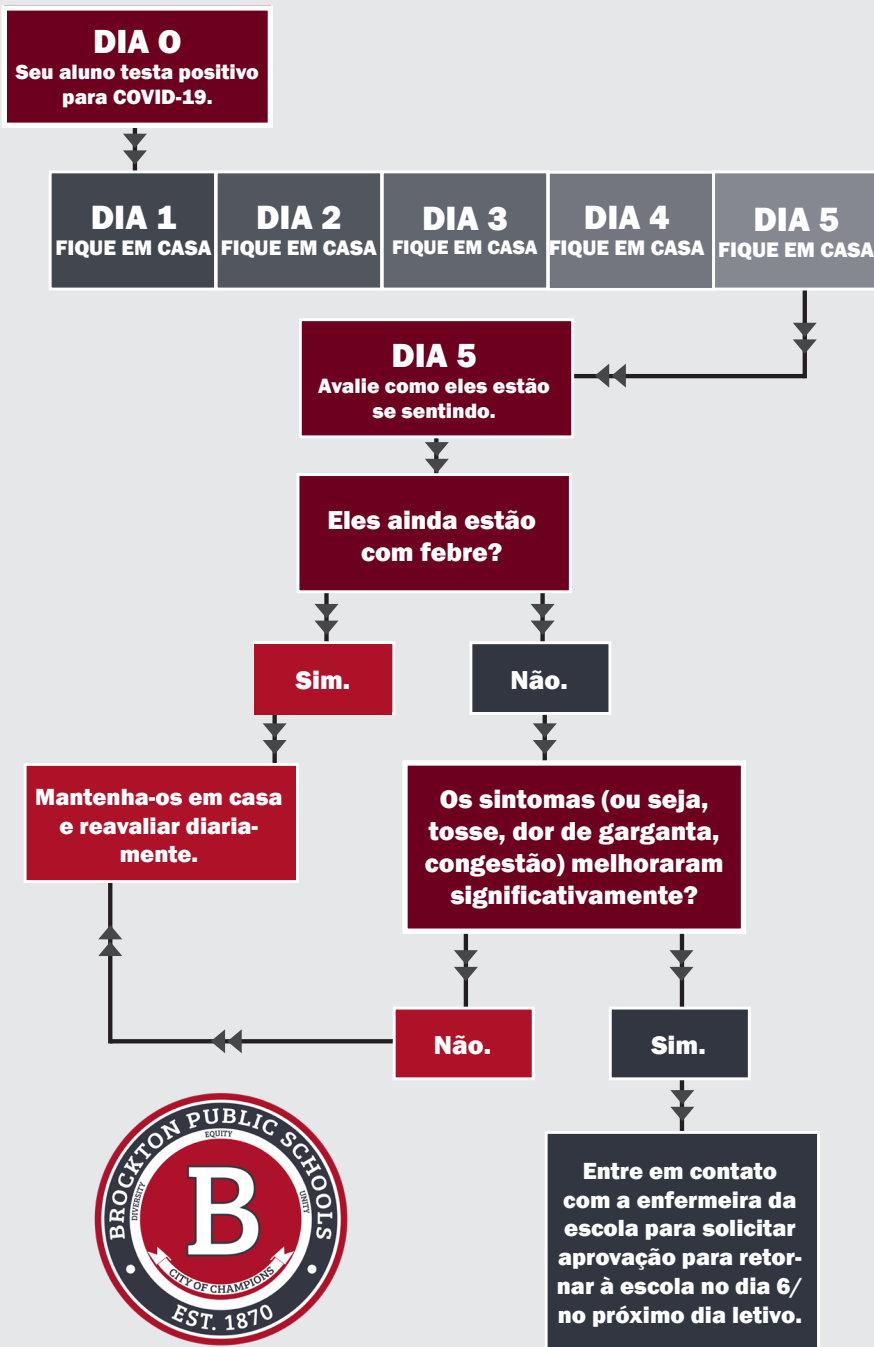 DIA 0
Seu aluno testa positivo
para COVID-19.
DIA 1
FIQUE EM CASA
DIA 2
FIQUE EM CASA
DIA 3
FIQUE EM CASA
DIA 4
FIQUE EM CASA
DIA 5
FIQUE EM CASA
DIA 5
Avalie como eles estão
se sentindo.
Eles ainda estão
com febre?
Sim.
Não.
Mantenha-os em casa
e reavaliar diaria-
mente.
Os sintomas (ou seja,
tosse, dor de garganta,
congestão) melhoraram
significativamente?
Não.
Sim.
BROCKTON PUBLIC SCHOOLS
DIVERSITY
EQUITY
UNITY
B
CITY OF CHAMPIONS
EST. 1870
Entre em contato
com a enfermeira da
escola para solicitar
aprovação para retor-
nar à escola no dia 6/
no próximo dia letivo.